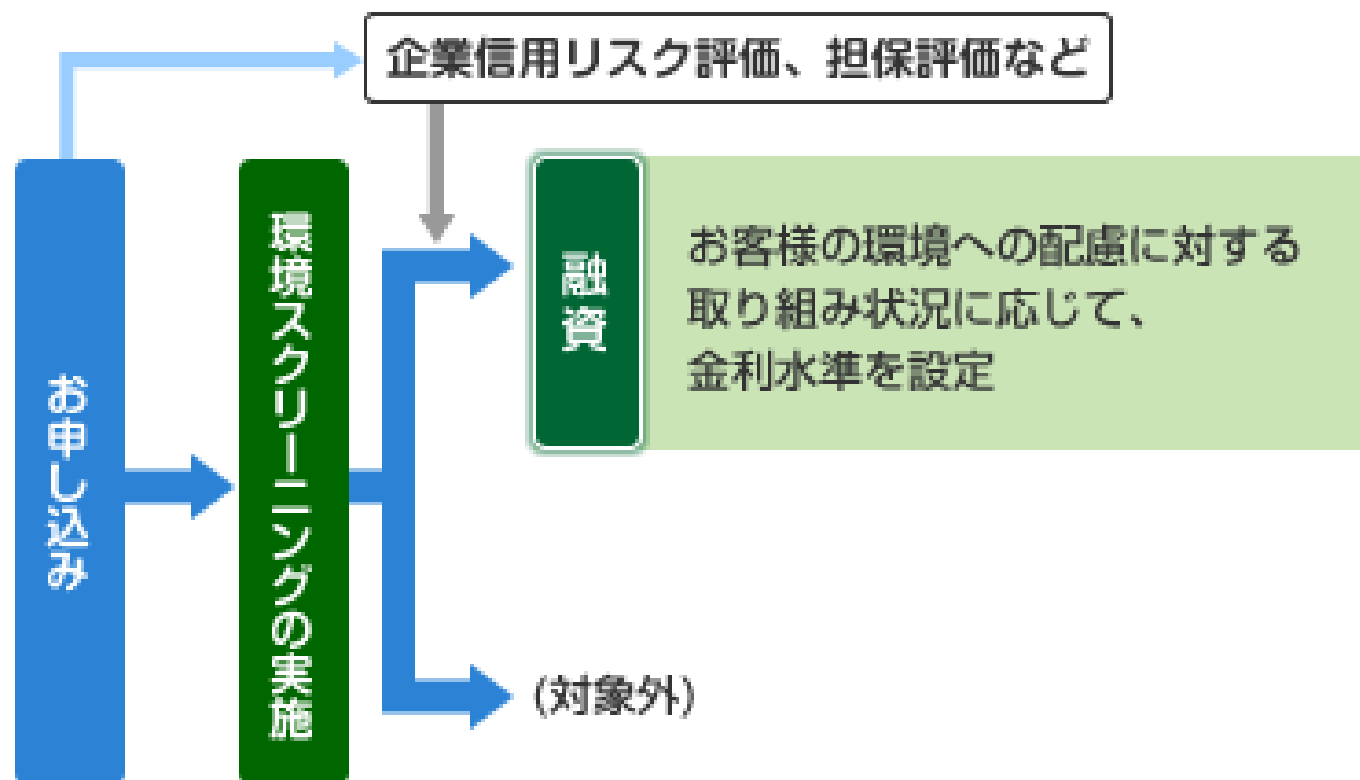 企業信用リスク評価、担保評価など
お申し込み
環境スクリーニングの実施
融資
お客様の環境への配慮に対する
取り組み状況に応じて、
金利水準を設定
(対象外)